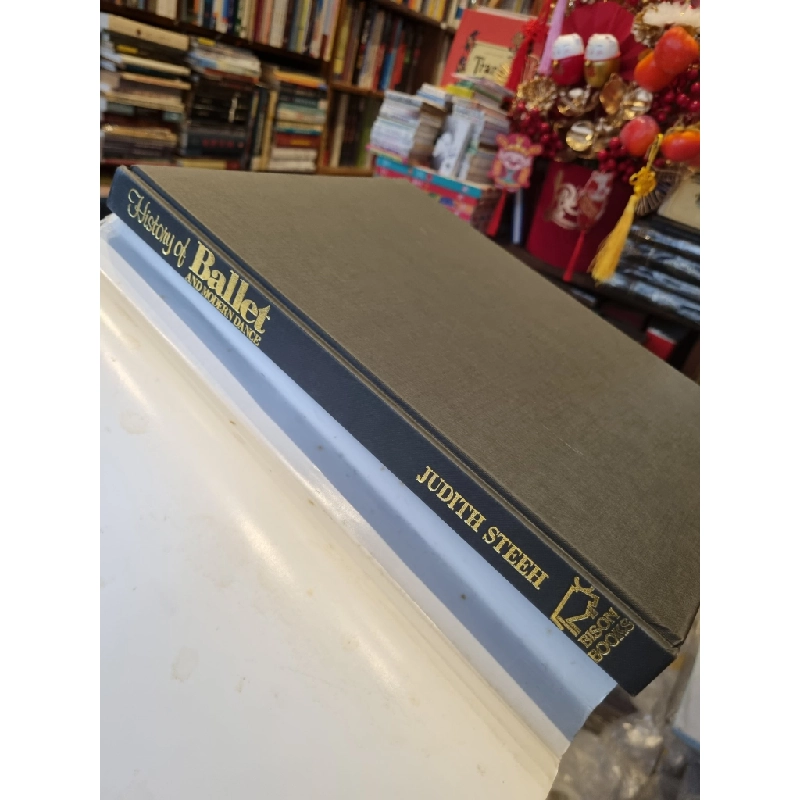 History of
Ballet
AND MODERN DANCE
JUDITH STEEH
BISON
BOOKS